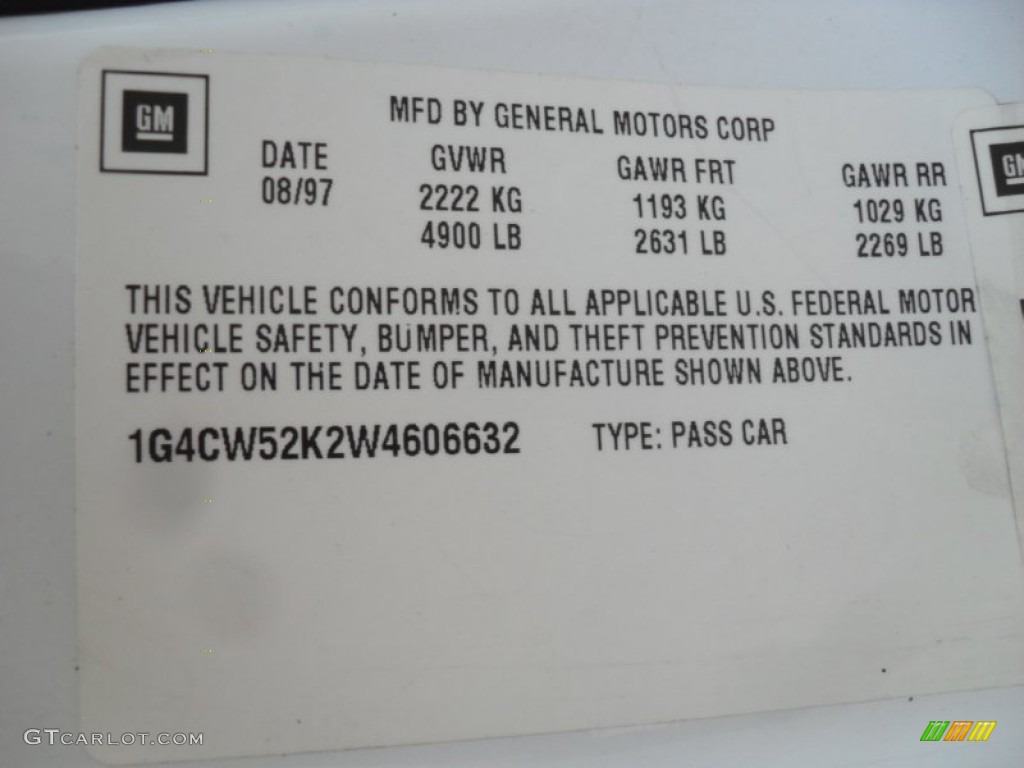 GM
MFD BY GENERAL MOTORS CORP
DATE GVWR GAWR FRT GAWR RR
08/97 2222 KG 1193 KG 1029 KG
4900 LB 2631 LB 2269 LB
THIS VEHICLE CONFORMS TO ALL APPLICABLE U.S. FEDERAL MOTOR
VEHICLE SAFETY, BUMPER, AND THEFT PREVENTION STANDARDS IN
EFFECT ON THE DATE OF MANUFACTURE SHOWN ABOVE.
1G4CW52K2W4606632 TYPE: PASS CAR
GTCARLOT.COM